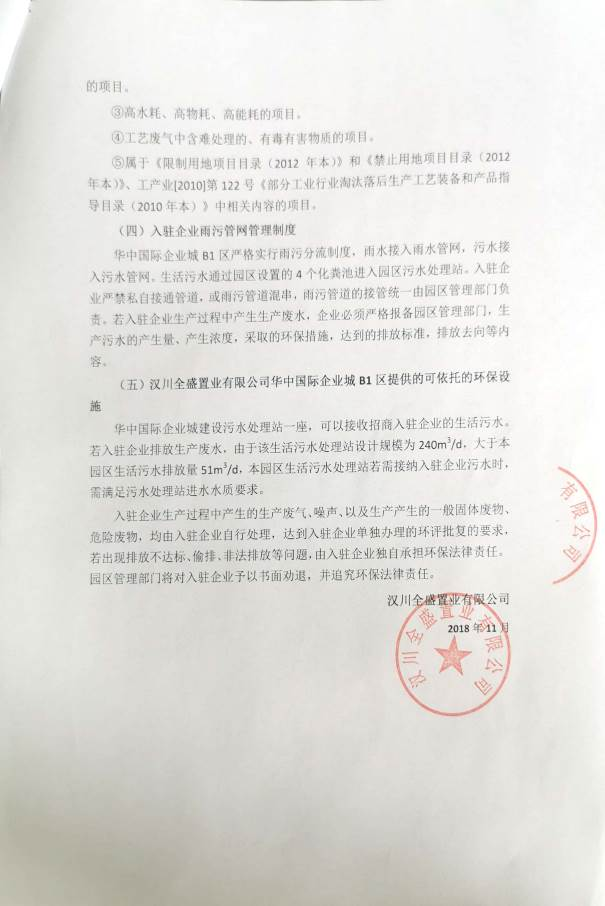 的项目。
③高水耗、高物耗、高能耗的项目。
④工艺废气中含难处理的、有毒有害物质的项目。
⑤属于《限制用地项目目录（2012 年本）》和《禁止用地项目目录（2012
年本）》、工产业[2010]第 122 号《部分工业行业淘汰落后生产工艺装备和产品指
导目录（2010 年本）》中相关内容的项目。
（四）入驻企业雨污管网管理制度
华中国际企业城 B1 区严格实行雨污分流制度，雨水接入雨水管网，污水接
入污水管网。生活污水通过园区设置的 4 个化粪池进入园区污水处理站。入驻企
业严禁私自接通管道，或雨污管道混串，雨污管道的接管统一由园区管理部门负
责。若入驻企业生产过程中产生生产废水，企业必须严格报备园区管理部门，生
产污水的产生量、产生浓度，采取的环保措施，达到的排放标准，排放去向等内
容。
（五）汉川全盛置业有限公司华中国际企业城 B1 区提供的可依托的环保设
施
华中国际企业城建设污水处理站一座，可以接收招商入驻企业的生活污水。
若入驻企业排放生产废水，由于该生活污水处理站设计规模为 240m³/d，大于本
园区生活污水排放量 51m³/d，本园区生活污水处理站若需接纳入驻企业污水时，
需满足污水处理站进水水质要求。
入驻企业生产过程中产生的生产废气、噪声、以及生产产生的一般固体废物、
危险废物，均由入驻企业自行处理，达到入驻企业单独办理的环评批复的要求，
若出现排放不达标、偷排、非法排放等问题，由入驻企业独自承担环保法律责任。
园区管理部门将对入驻企业予以书面劝退，并追究环保法律责任。
汉川全盛置业有限公司
2018 年 11 月
汉川全盛置业有限公司
有限公司